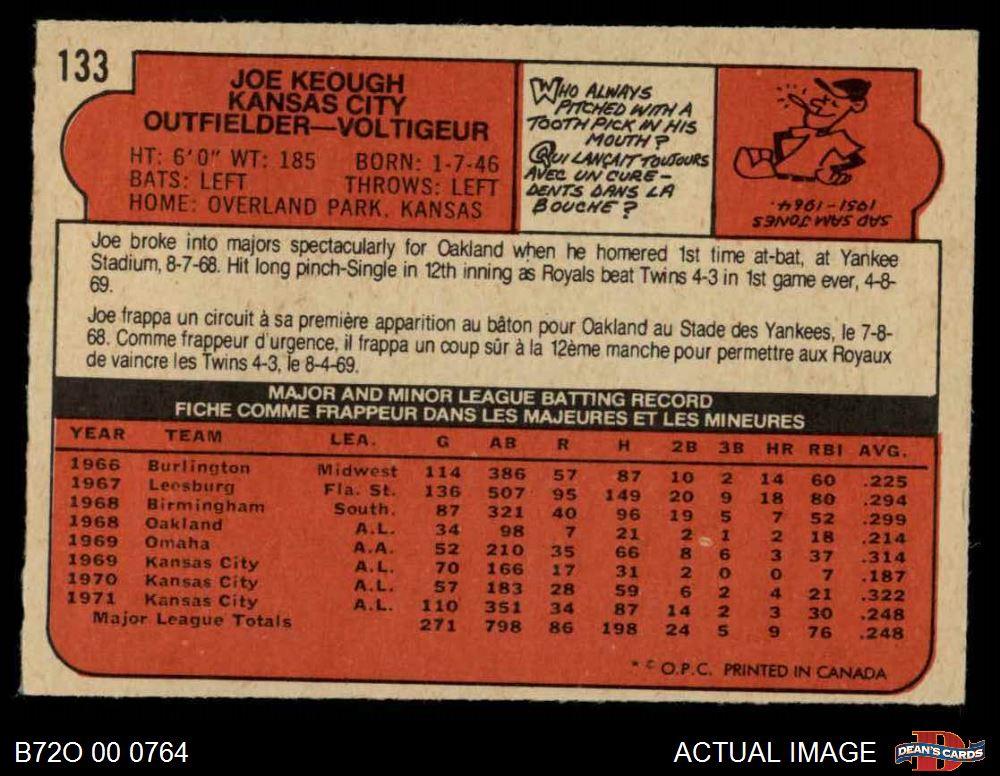 133
JOE KEOUGH
KANSAS CITY
OUTFIELDER—VOLTIGEUR
HT: 6'0" WT: 185 BORN: 1-7-46
BATS: LEFT THROWS: LEFT
HOME: OVERLAND PARK, KANSAS
WHO ALWAYS
PITCHED WITH A
TOOTH PICK IN HIS
MOUTH?
QUI LANÇAIT TOUJOURS
AVEC UN CURE-
DENTS DANS LA
BOUCHE?
SAD SAM JONES
1951-1964.
Joe broke into majors spectacularly for Oakland when he homered 1st time at-bat, at Yankee
Stadium, 8-7-68. Hit long pinch-Single in 12th inning as Royals beat Twins 4-3 in 1st game ever, 4-8-
69.
Joe frappa un circuit à sa première apparition au bâton pour Oakland au Stade des Yankees, le 7-8-
68. Comme frappeur d'urgence, il frappa un coup sûr à la 12ème manche pour permettre aux Royaux
de vaincre les Twins 4-3, le 8-4-69.
MAJOR AND MINOR LEAGUE BATTING RECORD
FICHE COMME FRAPPEUR DANS LES MAJEURES ET LES MINEURES
YEAR TEAM LEA. G AB R H 2B 3B HR RBI AVG.
1966 Burlington Midwest 114 386 57 87 10 2 14 60 .225
1967 Leesburg Fla. St. 136 507 95 149 20 9 18 80 .294
1968 Birmingham South. 87 321 40 96 19 5 7 52 .299
1968 Oakland A.L. 34 98 7 21 2 1 2 18 .214
1969 Omaha A.A. 52 210 35 66 8 6 3 37 .314
1969 Kansas City A.L. 70 166 17 31 2 0 0 7 .187
1970 Kansas City A.L. 57 183 28 59 6 2 4 21 .322
1971 Kansas City A.L. 110 351 34 87 14 2 3 30 .248
Major League Totals 271 798 86 198 24 5 9 76 .248
* © O.P.C. PRINTED IN CANADA
B72O 00 0764
ACTUAL IMAGE
DEAN'S CARDS